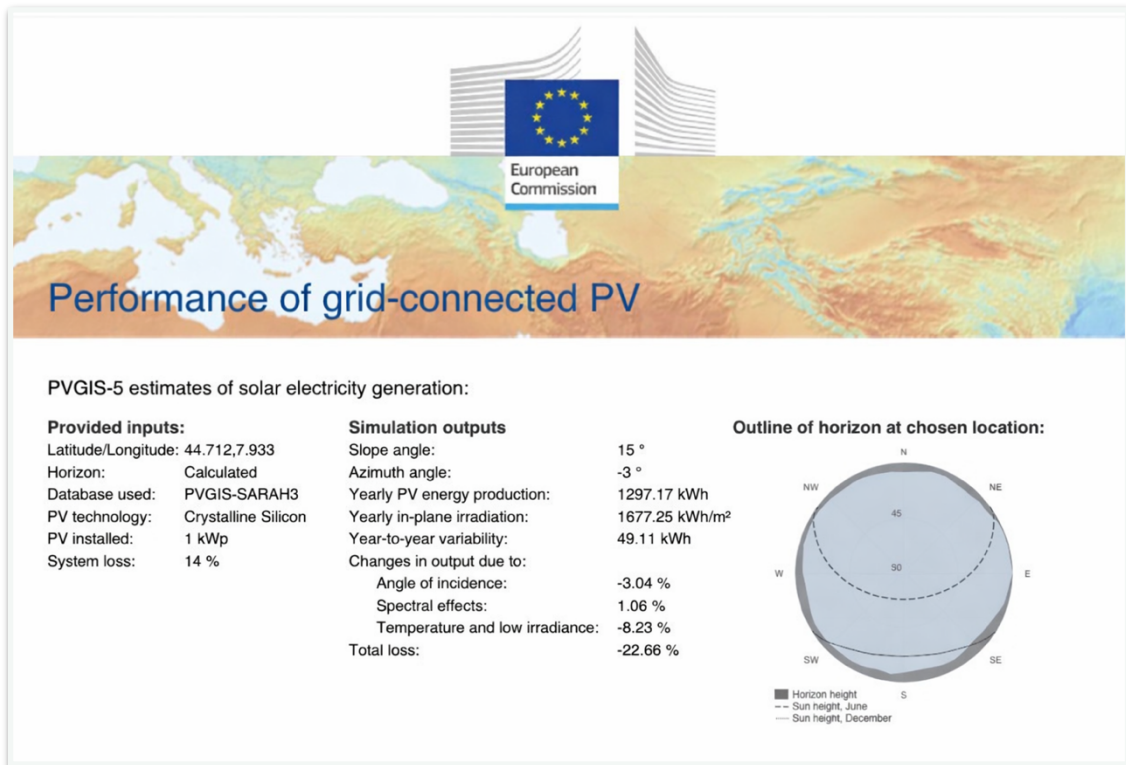 European
Commission
Performance of grid-connected PV
PVGIS-5 estimates of solar electricity generation:
Provided inputs:
Latitude/Longitude: 44.712,7.933
Horizon: Calculated
Database used: PVGIS-SARAH3
PV technology: Crystalline Silicon
PV installed: 1 kWp
System loss: 14 %
Simulation outputs
Slope angle: 15 °
Azimuth angle: -3 °
Yearly PV energy production: 1297.17 kWh
Yearly in-plane irradiation: 1677.25 kWh/m²
Year-to-year variability: 49.11 kWh
Changes in output due to:
Angle of incidence: -3.04 %
Spectral effects: 1.06 %
Temperature and low irradiance: -8.23 %
Total loss: -22.66 %
Outline of horizon at chosen location:
N
NW NE
45
W 90 E
SW SE
S
Horizon height
Sun height, June
Sun height, December